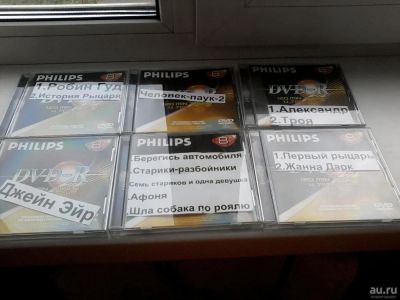 PHILIPS
1.Робин Гуд
2.История Рыцаря
PHILIPS
Человек-паук-2
PHILIPS
DVD+R
1.Александр
2.Троя
PHILIPS
DVD+R
Джейн Эйр
PHILIPS
.Берегись автомобиля
.Старики-разбойники
Семь стариков и одна девушка
.Афоня
.Шла собака по роялю
PHILIPS
1.Первый рыцарь
2.Жанна Дарк
au.ru